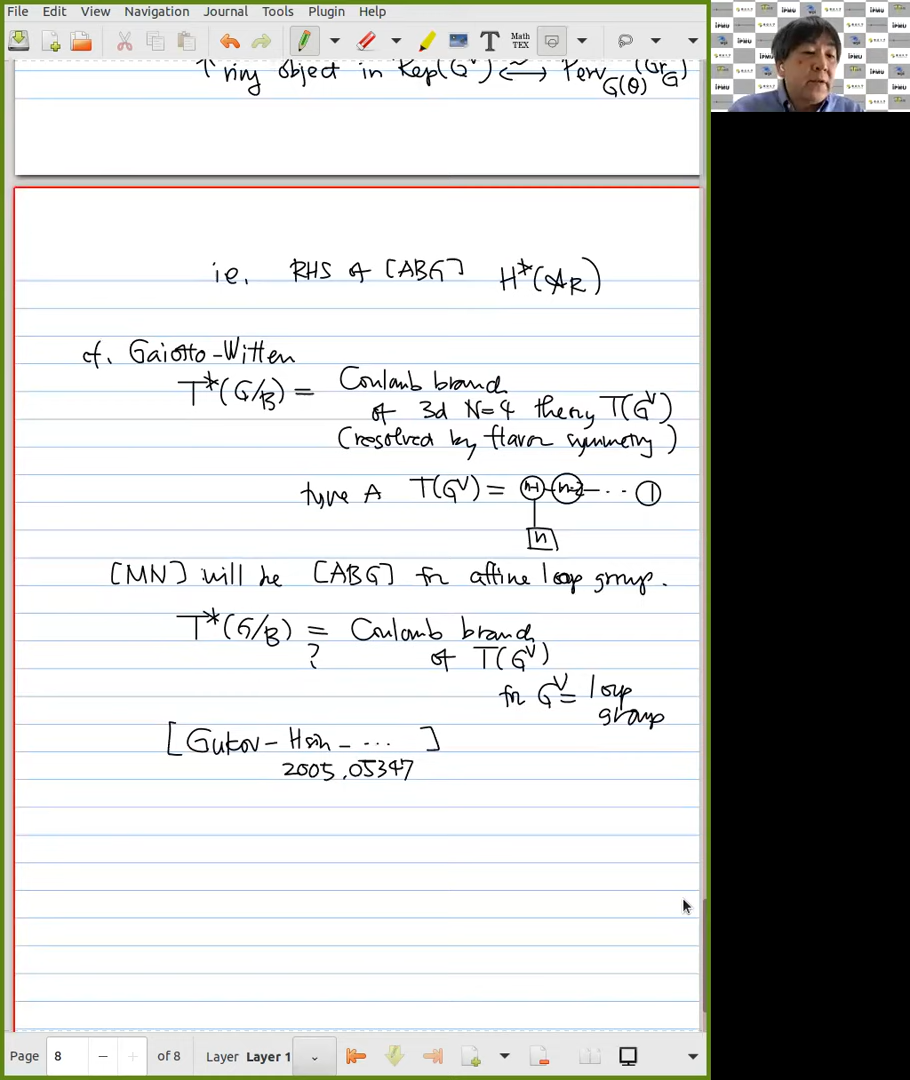 File Edit View Journal Tools Plugin Help
Math TEX
↑ ring object in Rep(G^∨) ⟷~ Perv_{G(O)}(Gr_G)
i.e. RHS of [ABG] H*(A_R)
cf. Gaiotto-Witten
T*(G/B) = Coulomb branch
of 3d N=4 theory T(G^∨)
(resolved by flavor symmetry)
type A T(G^∨) = (n-1)-(n-2)- ⋯ (1)
[n]
[MN] will be [ABG] for affine loop group.
T*(G/B) = Coulomb branch
? of T(G^∨)
for G^∨ = loop
group
[Gukov - Hsin - ⋯ ]
2005.05347
Page 8 − + of 8 Layer Layer 1